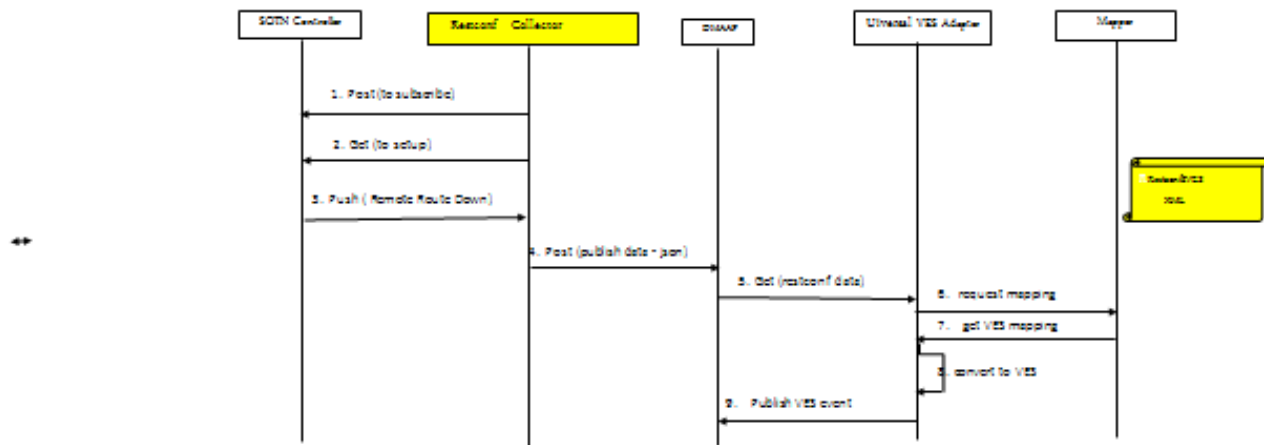 SOTN Controller
Restconf Collector
DMAAP
Universal VES Adapter
Mapper
1. Post (to subscribe)
2. Get (to setup)
3. Push ( Remote Route Down)
4. Post (publish data - json)
5. Get (restconf data)
6. request mapping
7. get VES mapping
8. convert to VES
9. Publish VES event
XML